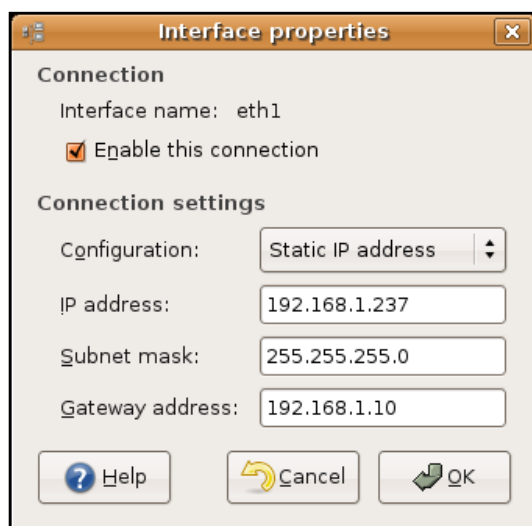 Interface properties
Connection
Interface name: eth1
Enable this connection
Connection settings
Configuration: Static IP address
IP address: 192.168.1.237
Subnet mask: 255.255.255.0
Gateway address: 192.168.1.10
Help Cancel OK